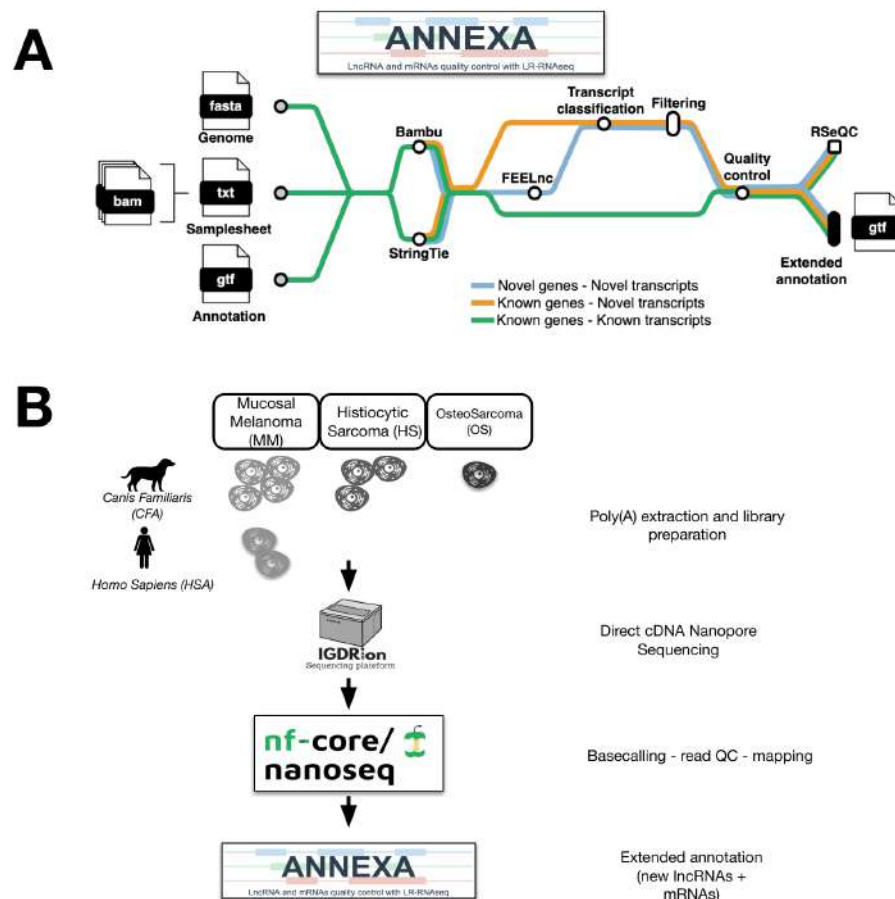 A
ANNEXA
LncRNA and mRNAs quality control with LR-RNAseq
fasta
Genome
bam
txt
Samplesheet
gtf
Annotation
Bambu
StringTie
FEELnc
Transcript
classification
Filtering
Quality
control
RSeQC
gtf
Extended
annotation
Novel genes - Novel transcripts
Known genes - Novel transcripts
Known genes - Known transcripts
B
Mucosal
Melanoma
(MM)
Histiocytic
Sarcoma (HS)
OsteoSarcoma
(OS)
Canis Familiaris
(CFA)
Homo Sapiens (HSA)
Poly(A) extraction and library
preparation
IGDRion
Sequencing plateform
Direct cDNA Nanopore
Sequencing
nf-core/
nanoseq
Basecalling - read QC - mapping
ANNEXA
LncRNA and mRNAs quality control with LR-RNAseq
Extended annotation
(new lncRNAs +
mRNAs)